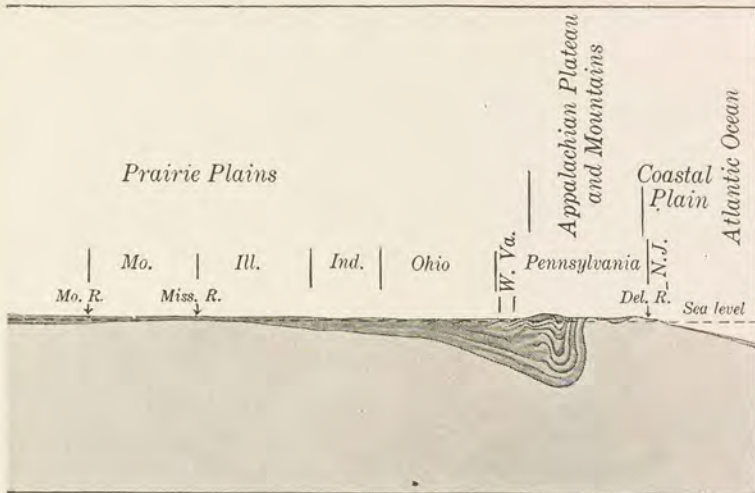 Prairie Plains
Appalachian Plateau
and Mountains
Coastal
Plain
Atlantic Ocean
Mo.
Ill.
Ind.
Ohio
W. Va.
Pennsylvania
N.J.
Mo. R.
Miss. R.
Del. R.
Sea level